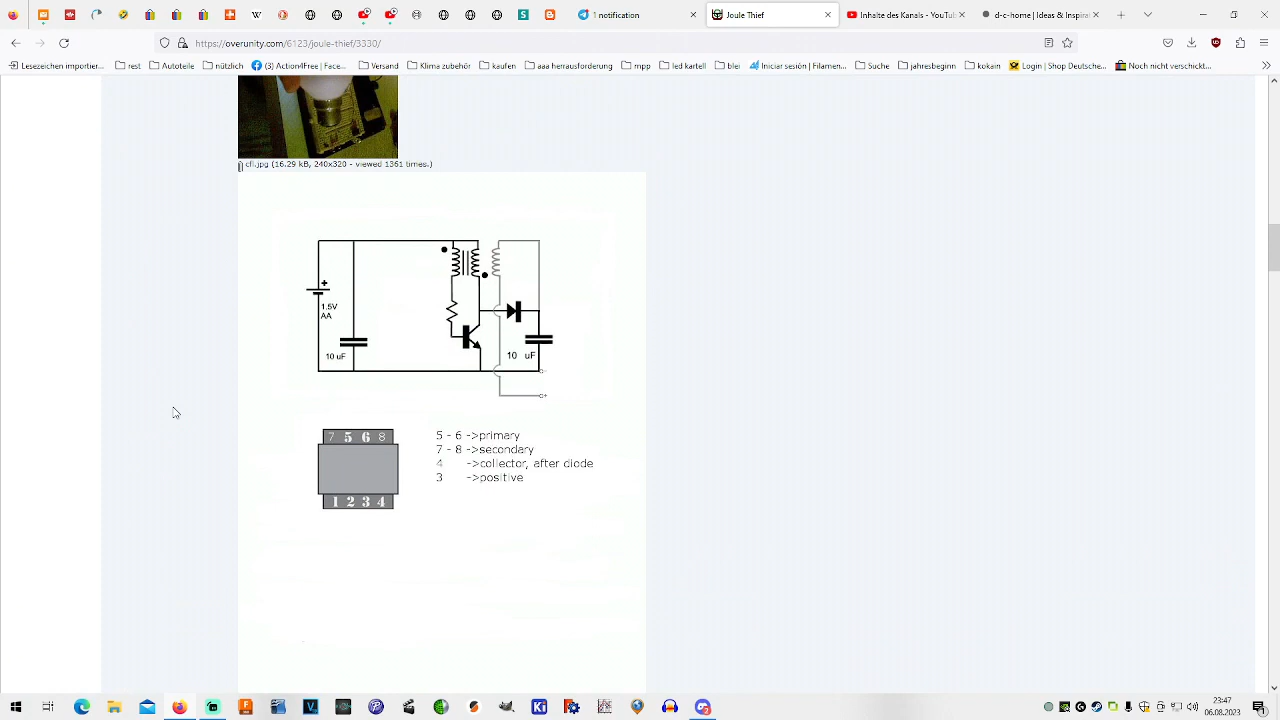 1 notification
Joule Thief
Inhalte des Kanals – YouTub
d-c-home | Ideas & Inspira
https://overunity.com/6123/joule-thief/3330/
Lesezeichen importier...
rest
Autoteile
nützlich
(3) Action4Free | Face...
Versand
Klima zubehör
kaufen
aaa herrausforderung
mpp
led kerze
brief
Iniciar sesión | Filamen...
Suche
jahresbeginn
kokain
Login | Shop Deutsche...
Noch nicht verschickt...
cfl.jpg (16.29 kB, 240x320 - viewed 1361 times.)
+
1.5V
AA
10 uF
10 uF
+
7 5 6 8
1 2 3 4
5 - 6 ->primary
7 - 8 ->secondary
4 ->collector, after diode
3 ->positive
23:47
06.09.2023